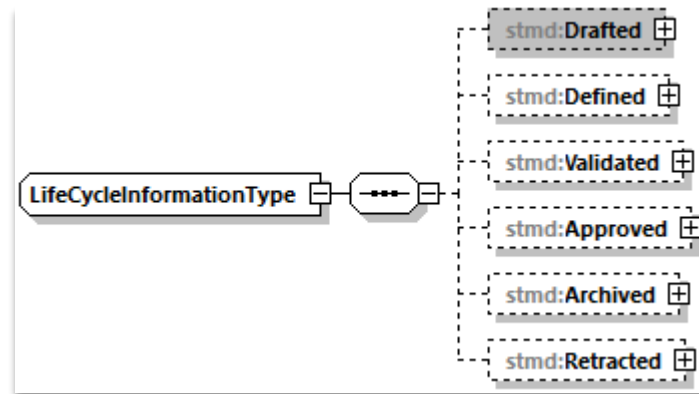 stmd:Drafted
stmd:Defined
stmd:Validated
LifeCycleInformationType
stmd:Approved
stmd:Archived
stmd:Retracted